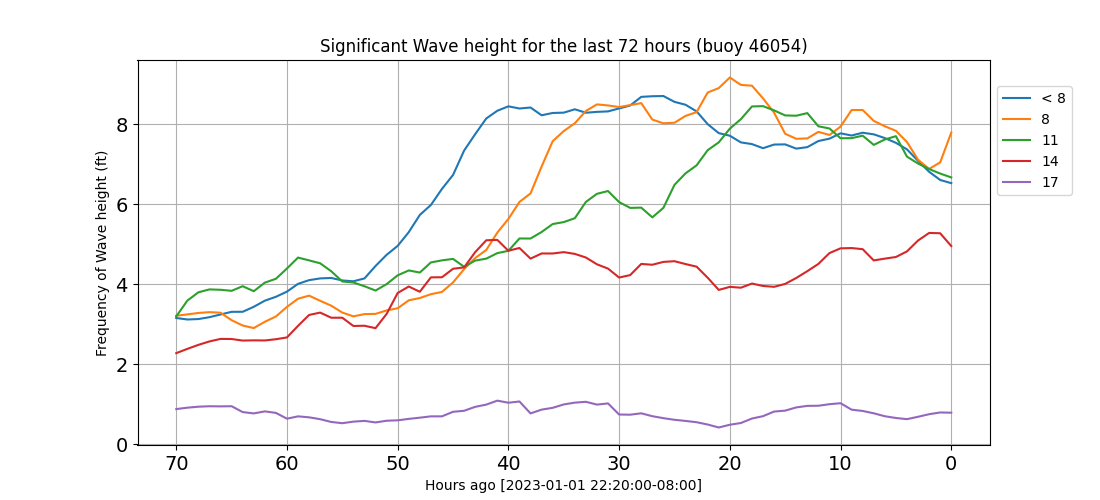 Significant Wave height for the last 72 hours (buoy 46054)
Frequency of Wave height (ft)
8
6
4
2
0
70 60 50 40 30 20 10 0
Hours ago [2023-01-01 22:20:00-08:00]
< 8
8
11
14
17